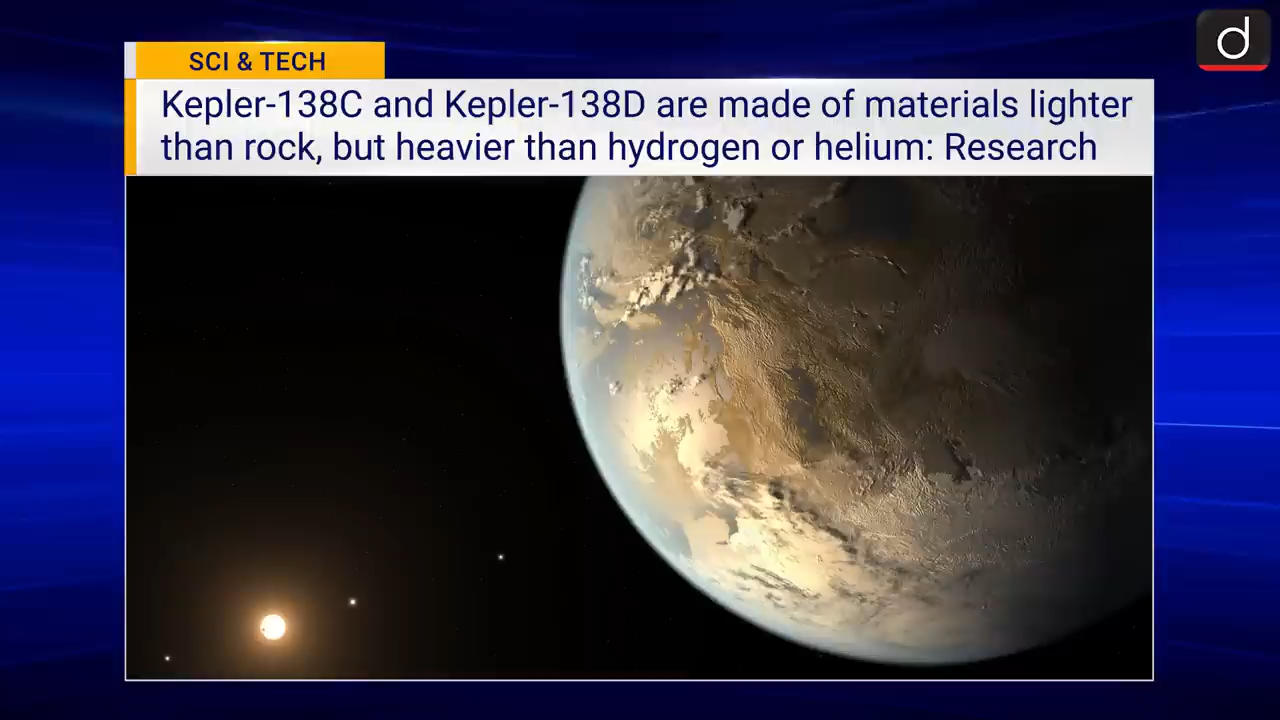 d
SCI & TECH
Kepler-138C and Kepler-138D are made of materials lighter
than rock, but heavier than hydrogen or helium: Research